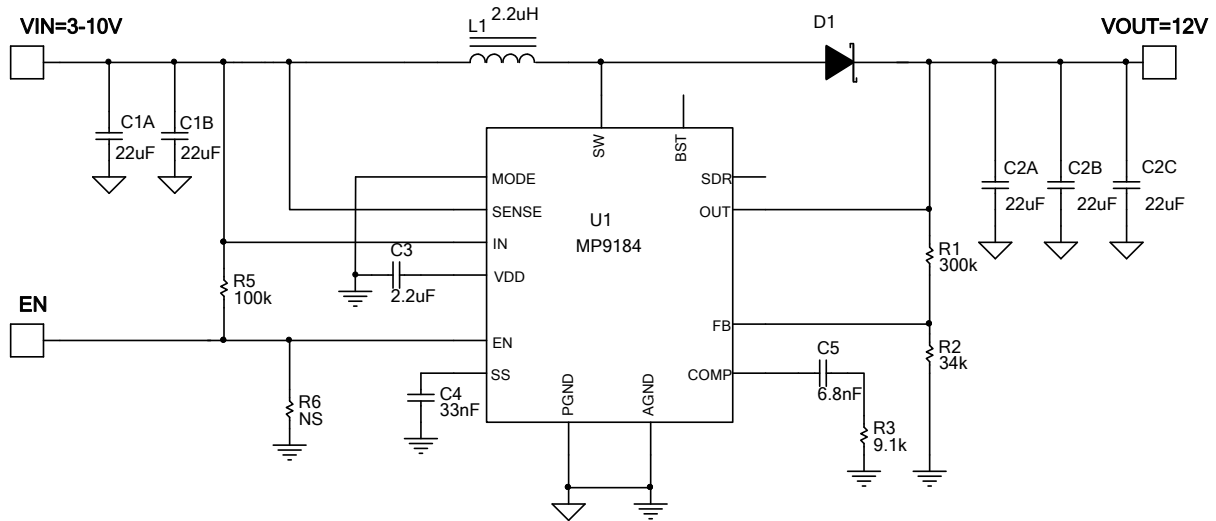 VIN=3-10V
L1
2.2uH
D1
VOUT=12V
C1A
22uF
C1B
22uF
SW
BST
MODE
SENSE
IN
VDD
EN
SS
U1
MP9184
SDR
OUT
FB
COMP
PGND
AGND
C2A
22uF
C2B
22uF
C2C
22uF
C3
2.2uF
R1
300k
R5
100k
EN
R6
NS
C4
33nF
C5
6.8nF
R2
34k
R3
9.1k